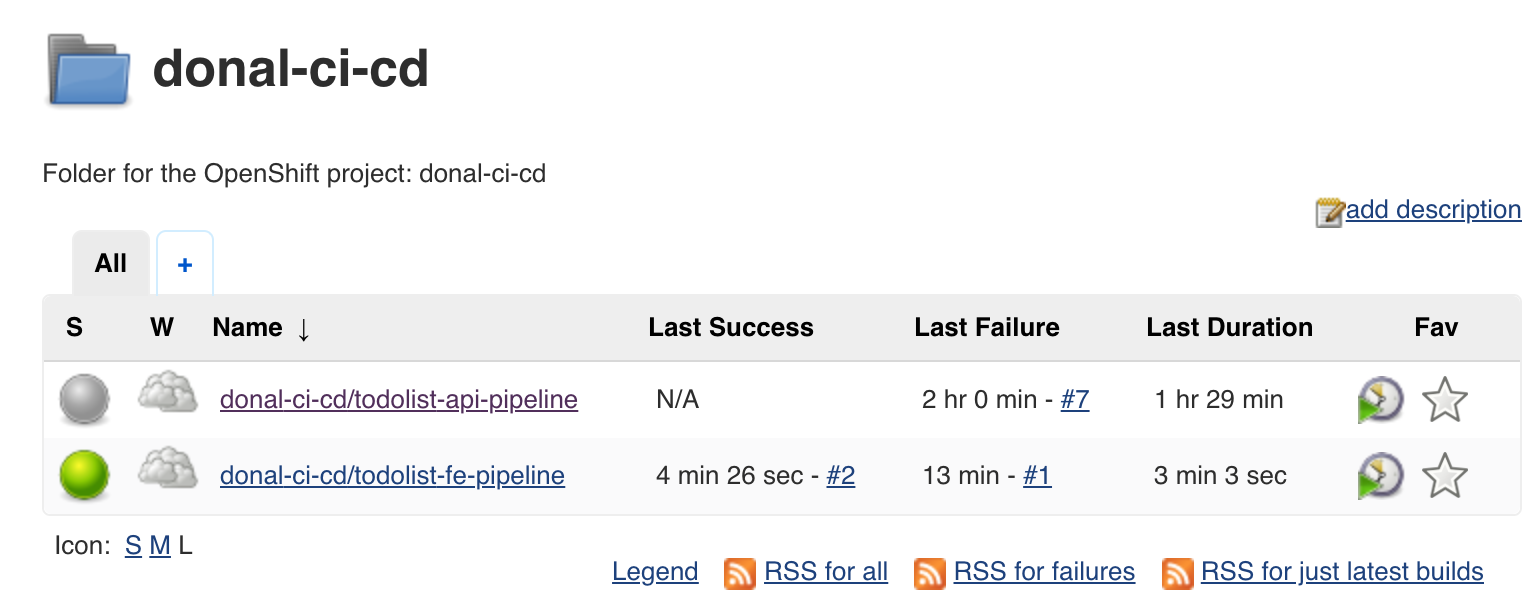 donal-ci-cd
Folder for the OpenShift project: donal-ci-cd
add description
All +
S W Name ↓ Last Success Last Failure Last Duration Fav
donal-ci-cd/todolist-api-pipeline N/A 2 hr 0 min - #7 1 hr 29 min
donal-ci-cd/todolist-fe-pipeline 4 min 26 sec - #2 13 min - #1 3 min 3 sec
Icon: S M L
Legend RSS for all RSS for failures RSS for just latest builds